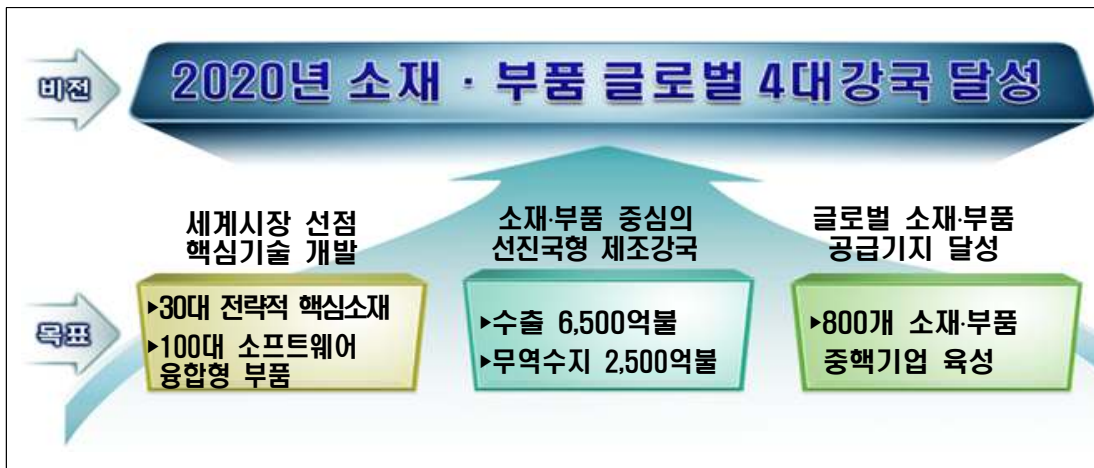 비전
2020년 소재 · 부품 글로벌 4대강국 달성
세계시장 선점
핵심기술 개발
소재·부품 중심의
선진국형 제조강국
글로벌 소재·부품
공급기지 달성
목표
▸30대 전략적 핵심소재
▸100대 소프트웨어
융합형 부품
▸수출 6,500억불
▸무역수지 2,500억불
▸800개 소재·부품
중핵기업 육성